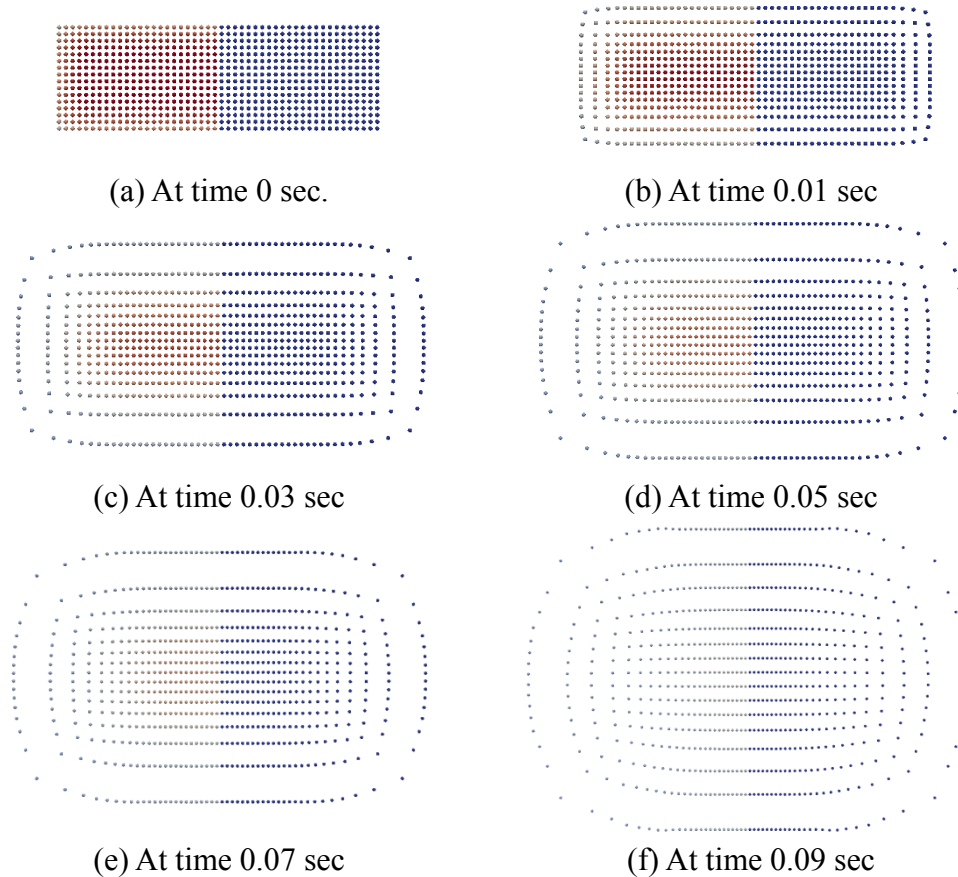 (a) At time 0 sec.
(b) At time 0.01 sec
(c) At time 0.03 sec
(d) At time 0.05 sec
(e) At time 0.07 sec
(f) At time 0.09 sec